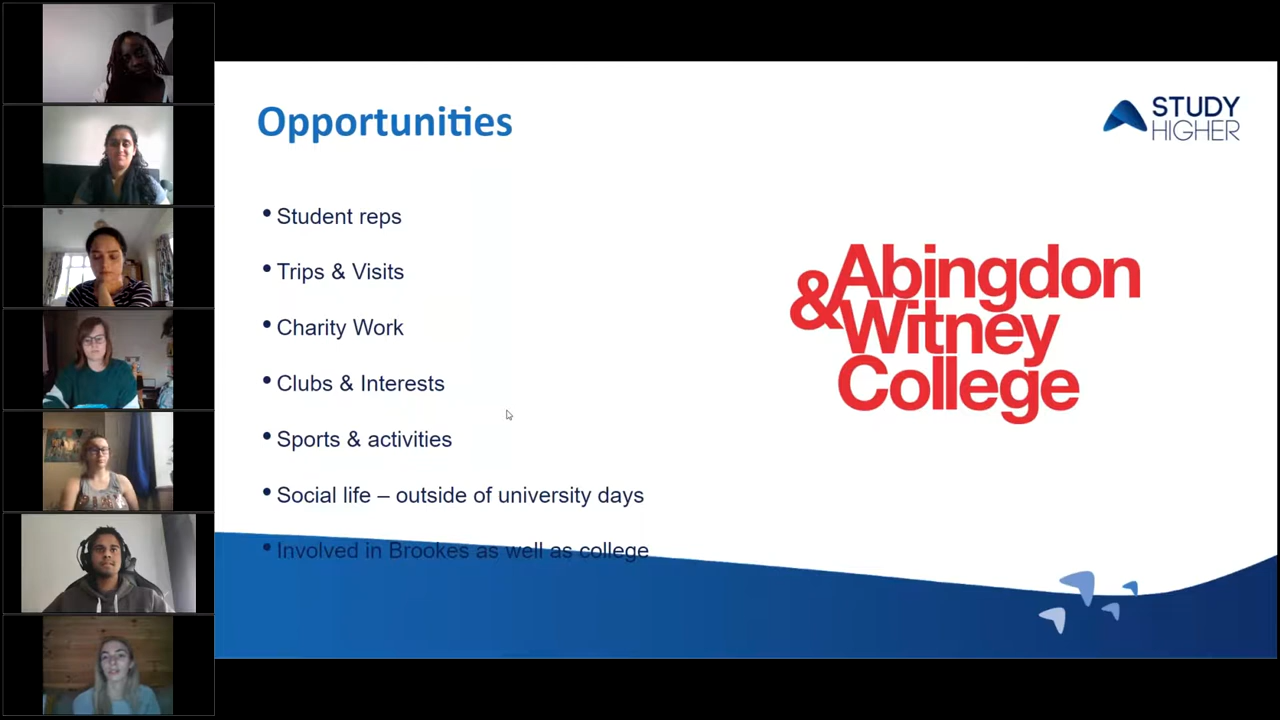 Opportunities
STUDY
HIGHER
• Student reps
• Trips & Visits
• Charity Work
• Clubs & Interests
• Sports & activities
• Social life – outside of university days
• Involved in Brookes as well as college
Abingdon
& Witney
College